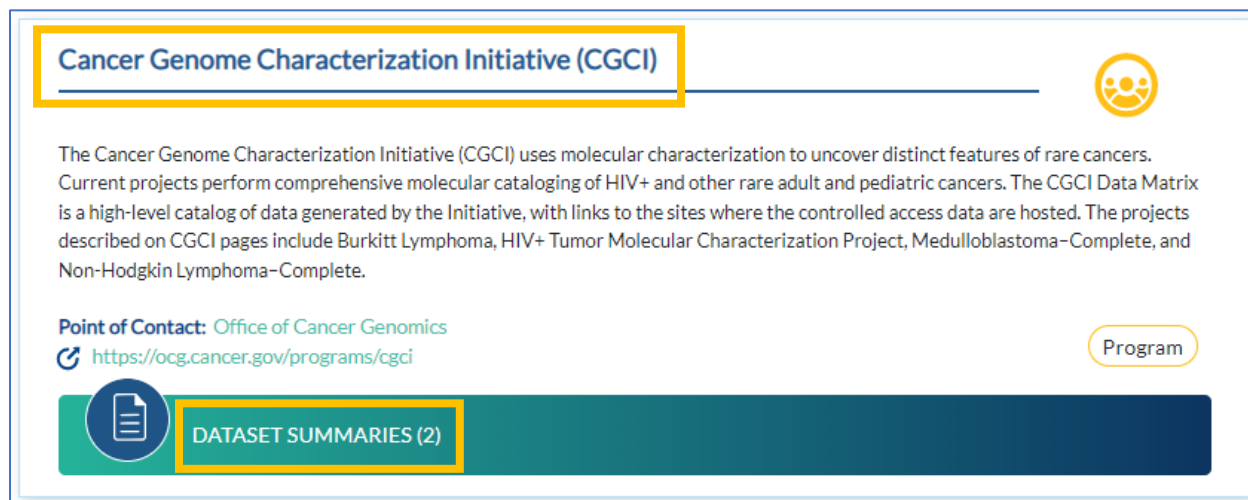 Cancer Genome Characterization Initiative (CGCI)
The Cancer Genome Characterization Initiative (CGCI) uses molecular characterization to uncover distinct features of rare cancers.
Current projects perform comprehensive molecular cataloging of HIV+ and other rare adult and pediatric cancers. The CGCI Data Matrix
is a high-level catalog of data generated by the Initiative, with links to the sites where the controlled access data are hosted. The projects
described on CGCI pages include Burkitt Lymphoma, HIV+ Tumor Molecular Characterization Project, Medulloblastoma–Complete, and
Non-Hodgkin Lymphoma–Complete.
Point of Contact: Office of Cancer Genomics
https://ocg.cancer.gov/programs/cgci
Program
DATASET SUMMARIES (2)